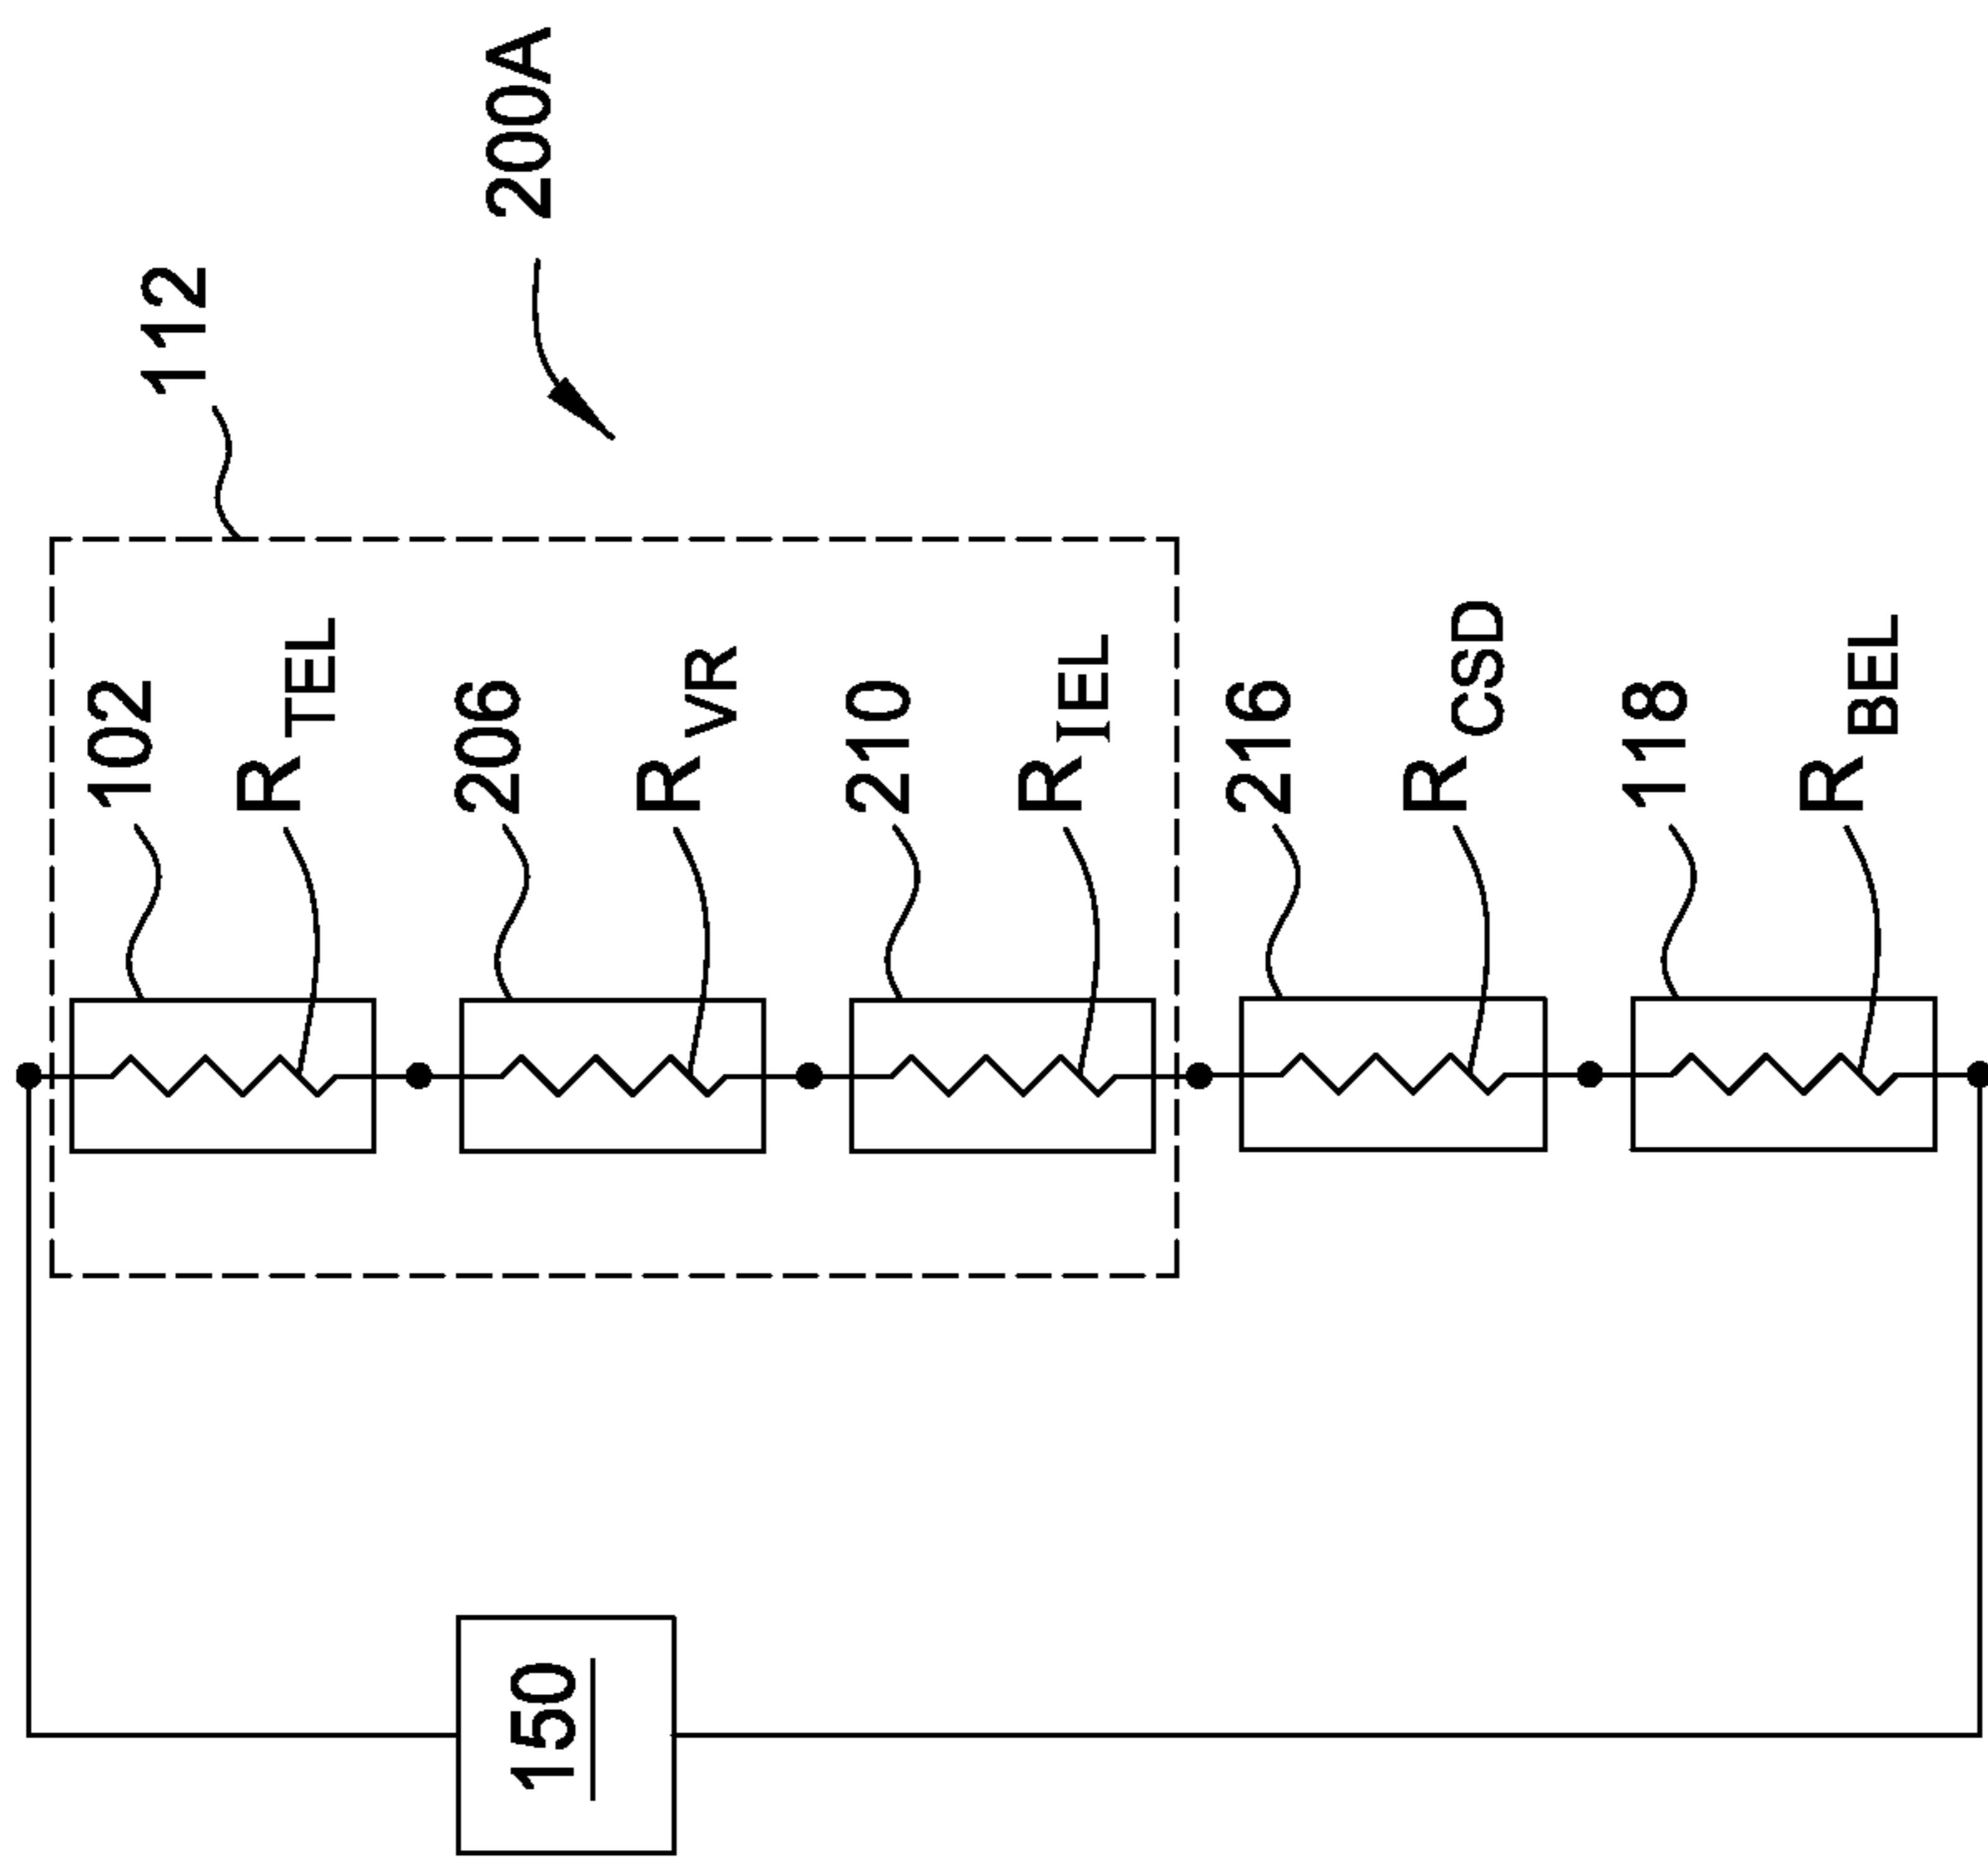 200A
112
102
R TEL
206
R VR
210
R IEL
216
R CSD
118
R BEL
150